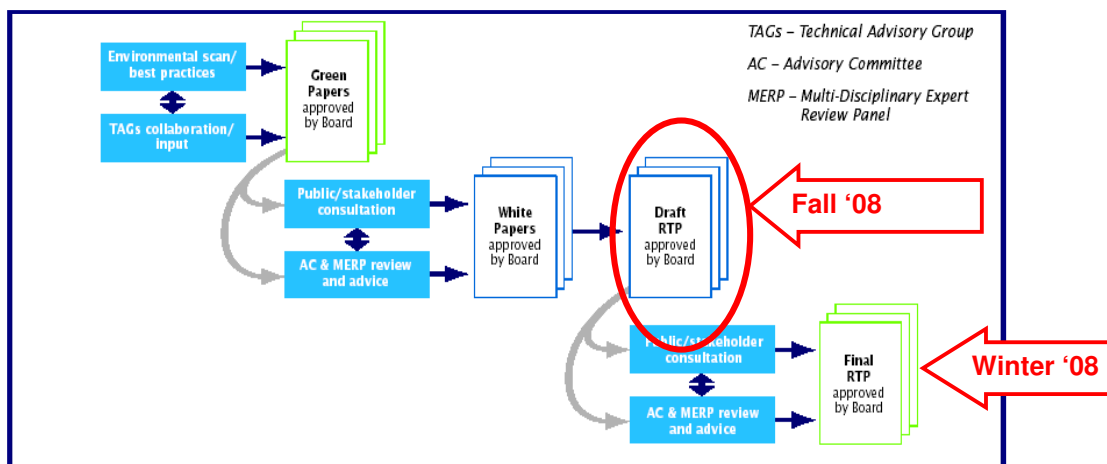 Environmental scan/
best practices
TAGs collaboration/
input
Green
Papers
approved
by Board
TAGs – Technical Advisory Group
AC – Advisory Committee
MERP – Multi-Disciplinary Expert
Review Panel
Public/stakeholder
consultation
AC & MERP review
and advice
White
Papers
approved
by Board
Draft
RTP
approved
by Board
Fall ‘08
Public/stakeholder
consultation
AC & MERP review
and advice
Final
RTP
approved
by Board
Winter ‘08